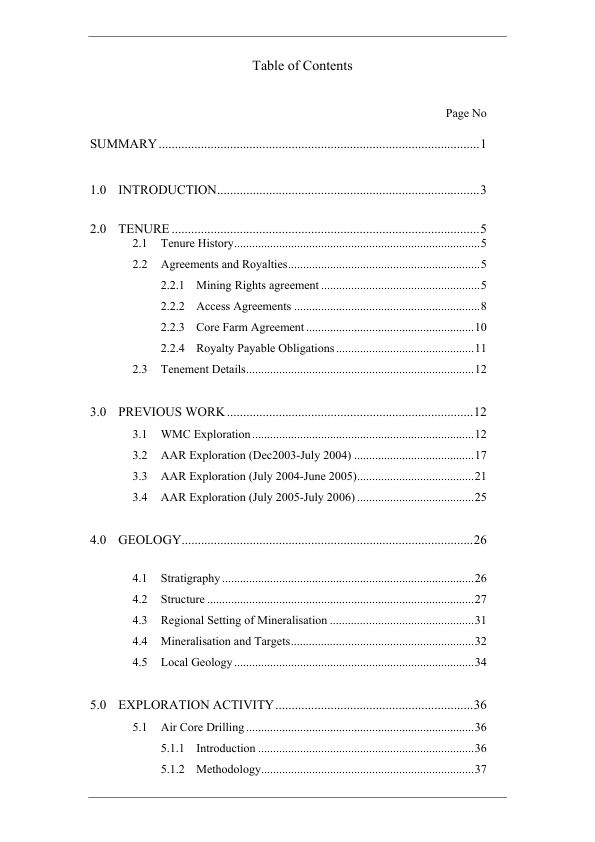 Table of Contents
Page No
SUMMARY ........................................................................................................1
1.0 INTRODUCTION....................................................................................3
2.0 TENURE ..................................................................................................5
2.1 Tenure History.................................................................................5
2.2 Agreements and Royalties...............................................................5
2.2.1 Mining Rights agreement ....................................................5
2.2.2 Access Agreements .............................................................8
2.2.3 Core Farm Agreement .......................................................10
2.2.4 Royalty Payable Obligations .............................................11
2.3 Tenement Details...........................................................................12
3.0 PREVIOUS WORK ...............................................................................12
3.1 WMC Exploration .........................................................................12
3.2 AAR Exploration (Dec2003-July 2004) ........................................17
3.3 AAR Exploration (July 2004-June 2005).......................................21
3.4 AAR Exploration (July 2005-July 2006) .......................................25
4.0 GEOLOGY.............................................................................................26
4.1 Stratigraphy ...................................................................................26
4.2 Structure ........................................................................................27
4.3 Regional Setting of Mineralisation ................................................31
4.4 Mineralisation and Targets.............................................................32
4.5 Local Geology ...............................................................................34
5.0 EXPLORATION ACTIVITY ................................................................36
5.1 Air Core Drilling ...........................................................................36
5.1.1 Introduction .......................................................................36
5.1.2 Methodology......................................................................37